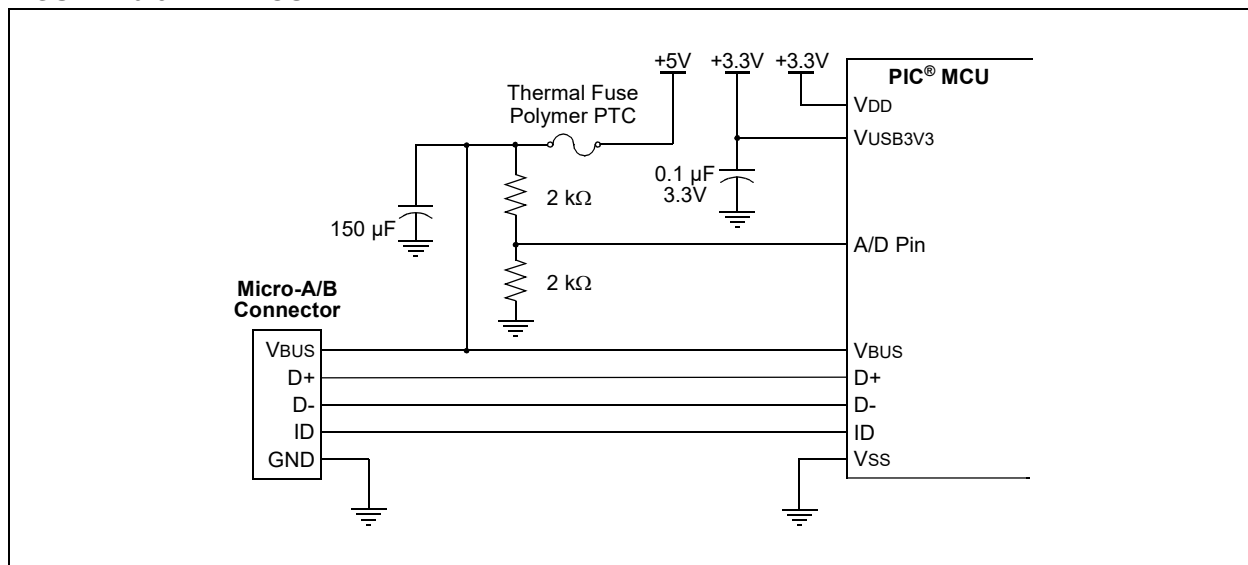 +5V
+3.3V
+3.3V
PIC® MCU
Thermal Fuse
Polymer PTC
VDD
VUSB3V3
0.1 µF
3.3V
2 kΩ
150 µF
A/D Pin
2 kΩ
Micro-A/B
Connector
VBUS
D+
D-
ID
GND
VBUS
D+
D-
ID
VSS